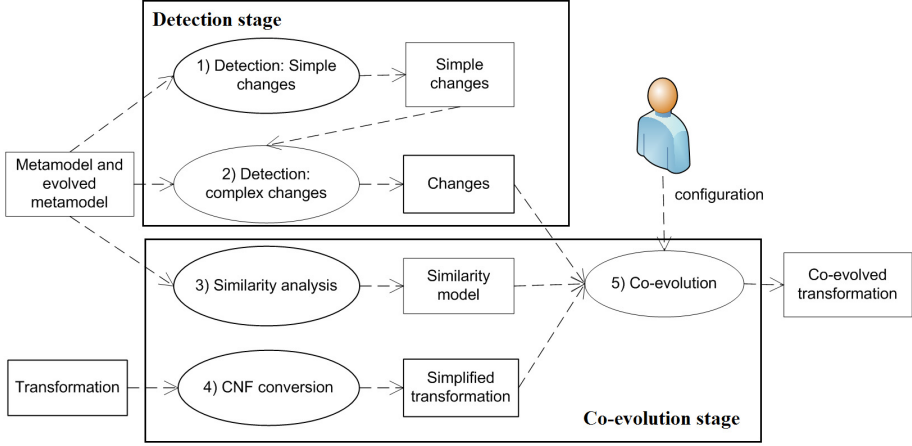 Detection stage
1) Detection: Simple
changes
Simple
changes
Metamodel and
evolved
metamodel
2) Detection:
complex changes
Changes
configuration
3) Similarity analysis
Similarity
model
5) Co-evolution
Co-evolved
transformation
Transformation
4) CNF conversion
Simplified
transformation
Co-evolution stage